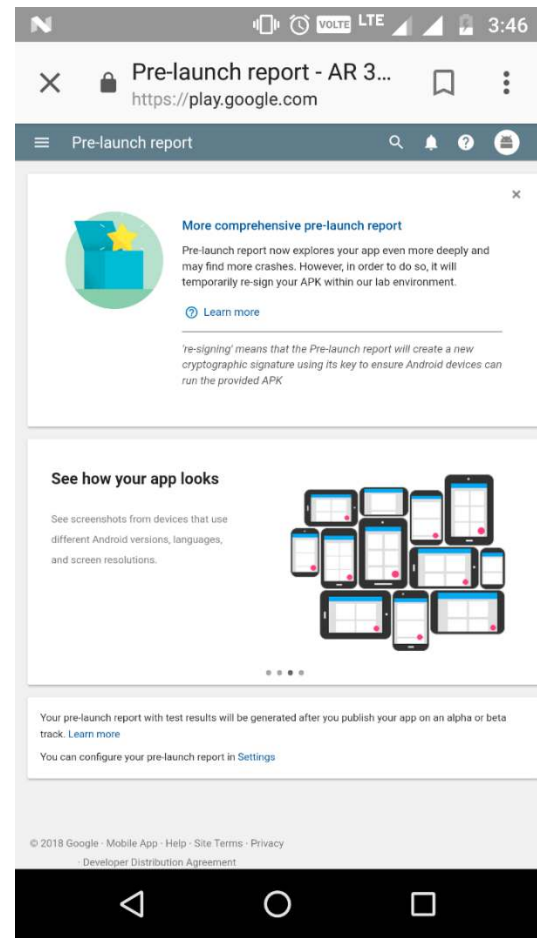 VOLTE LTE 3:46
Pre-launch report - AR 3...
https://play.google.com
Pre-launch report
More comprehensive pre-launch report
Pre-launch report now explores your app even more deeply and
may find more crashes. However, in order to do so, it will
temporarily re-sign your APK within our lab environment.
Learn more
're-signing' means that the Pre-launch report will create a new
cryptographic signature using its key to ensure Android devices can
run the provided APK
See how your app looks
See screenshots from devices that use
different Android versions, languages,
and screen resolutions.
Your pre-launch report with test results will be generated after you publish your app on an alpha or beta
track. Learn more
You can configure your pre-launch report in Settings
© 2018 Google · Mobile App · Help · Site Terms · Privacy
· Developer Distribution Agreement